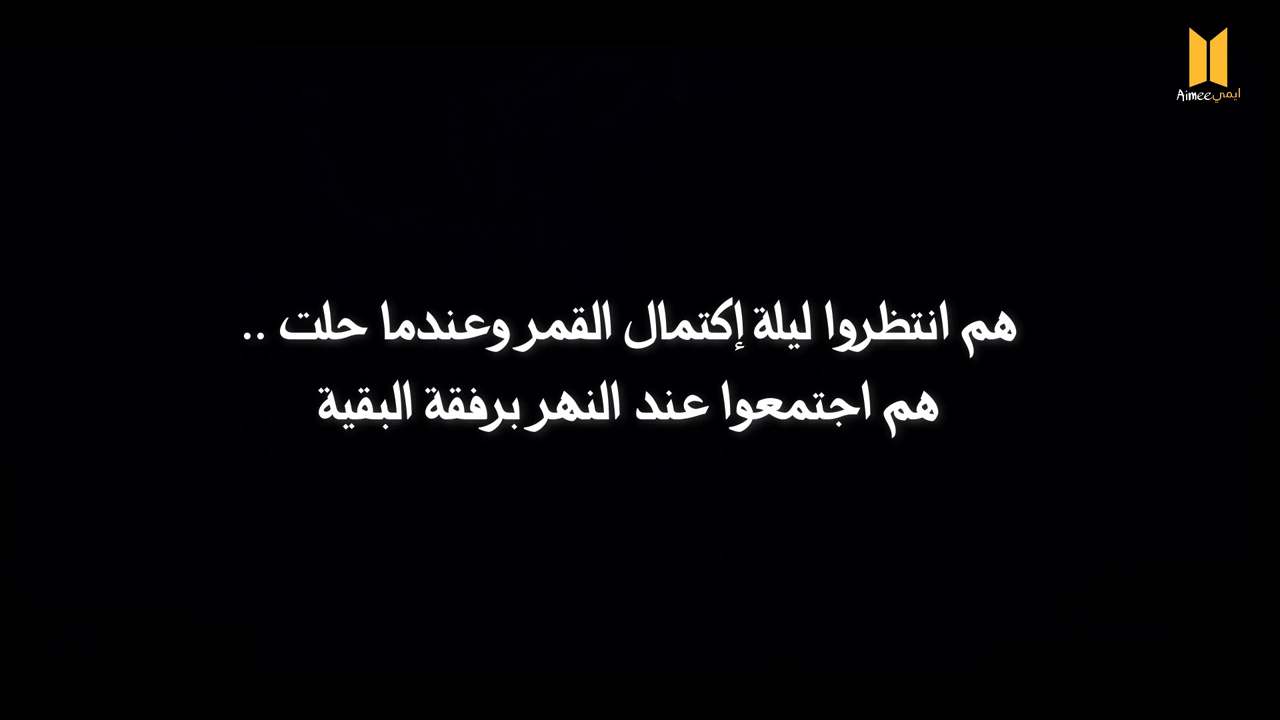 Aimee ايمي
هم انتظروا ليلة إكتمال القمر وعندما حلت ..
هم اجتمعوا عند النهر برفقة البقية